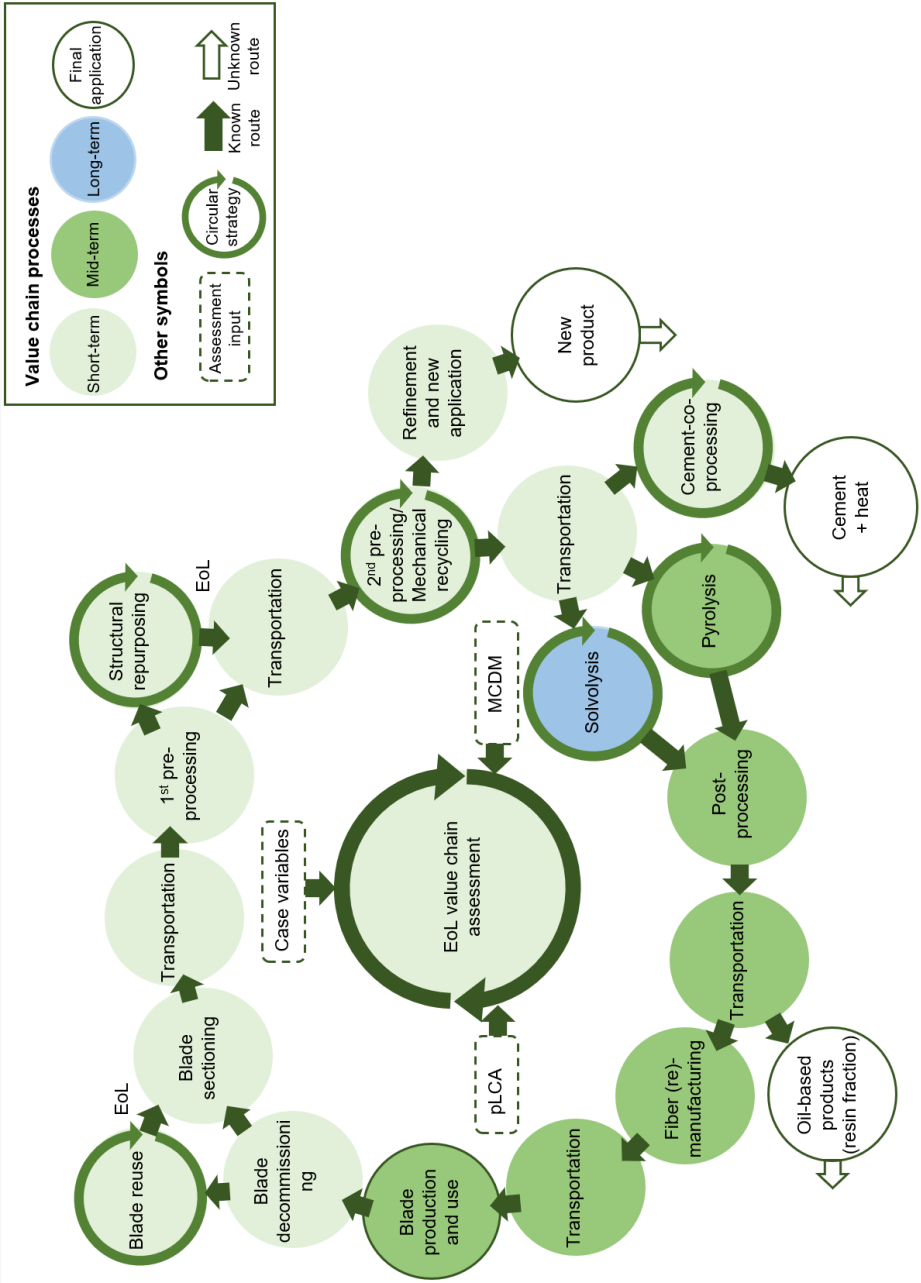 Value chain processes
Short-term
Mid-term
Long-term
Final
application
Other symbols
Assessment
input
Circular
strategy
Known
route
Unknown
route
Blade reuse
EoL
Blade
decommissioni
ng
Blade
sectioning
Transportation
1st pre-
processing
Structural
repurposing
EoL
Transportation
2nd pre-
processing/
Mechanical
recycling
Refinement
and new
application
New
product
Transportation
Cement-co-
processing
Cement
+ heat
Pyrolysis
Solvolysis
Post-
processing
Transportation
Oil-based
products
(resin fraction)
Fiber (re)-
manufacturing
Transportation
Blade
production
and use
Case variables
pLCA
MCDM
EoL value chain
assessment